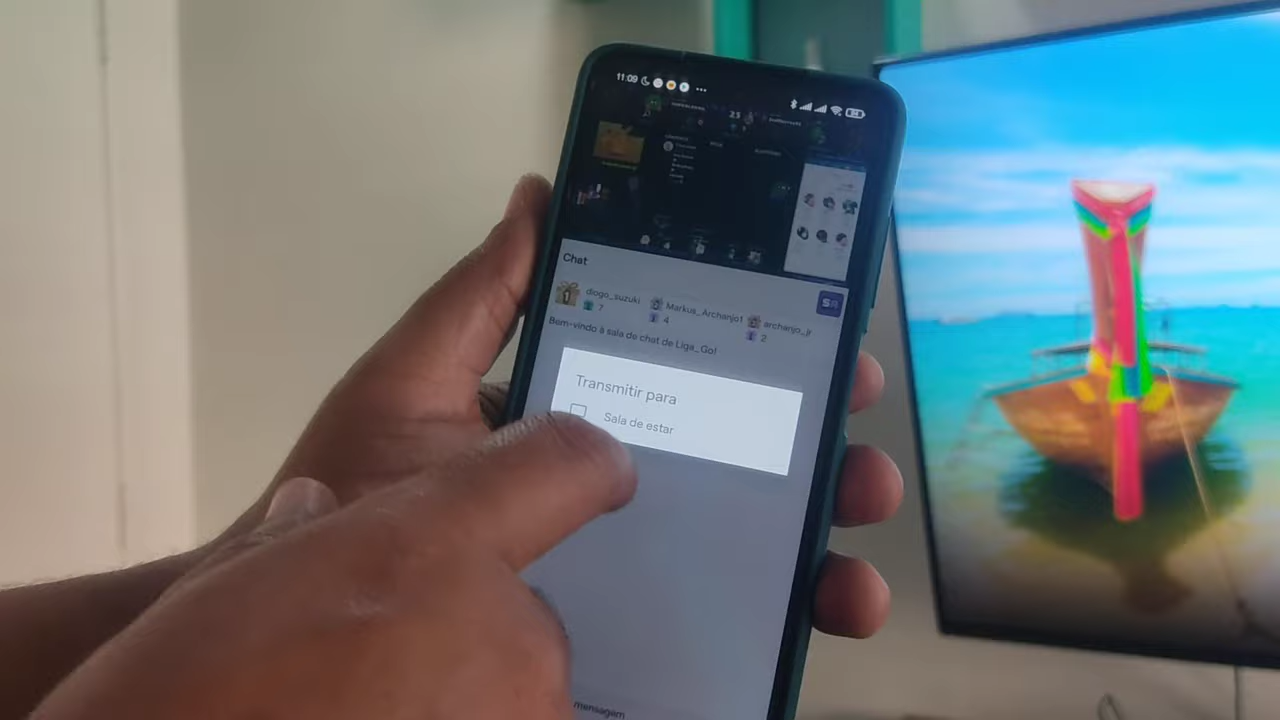 11:09
23
Chat
diogo_suzuki
7
Markus_Archanjo1
4
archanjo_jr
2
Bem-vindo à sala de chat de Liga_Go!
Transmitir para
Sala de estar
mensagem